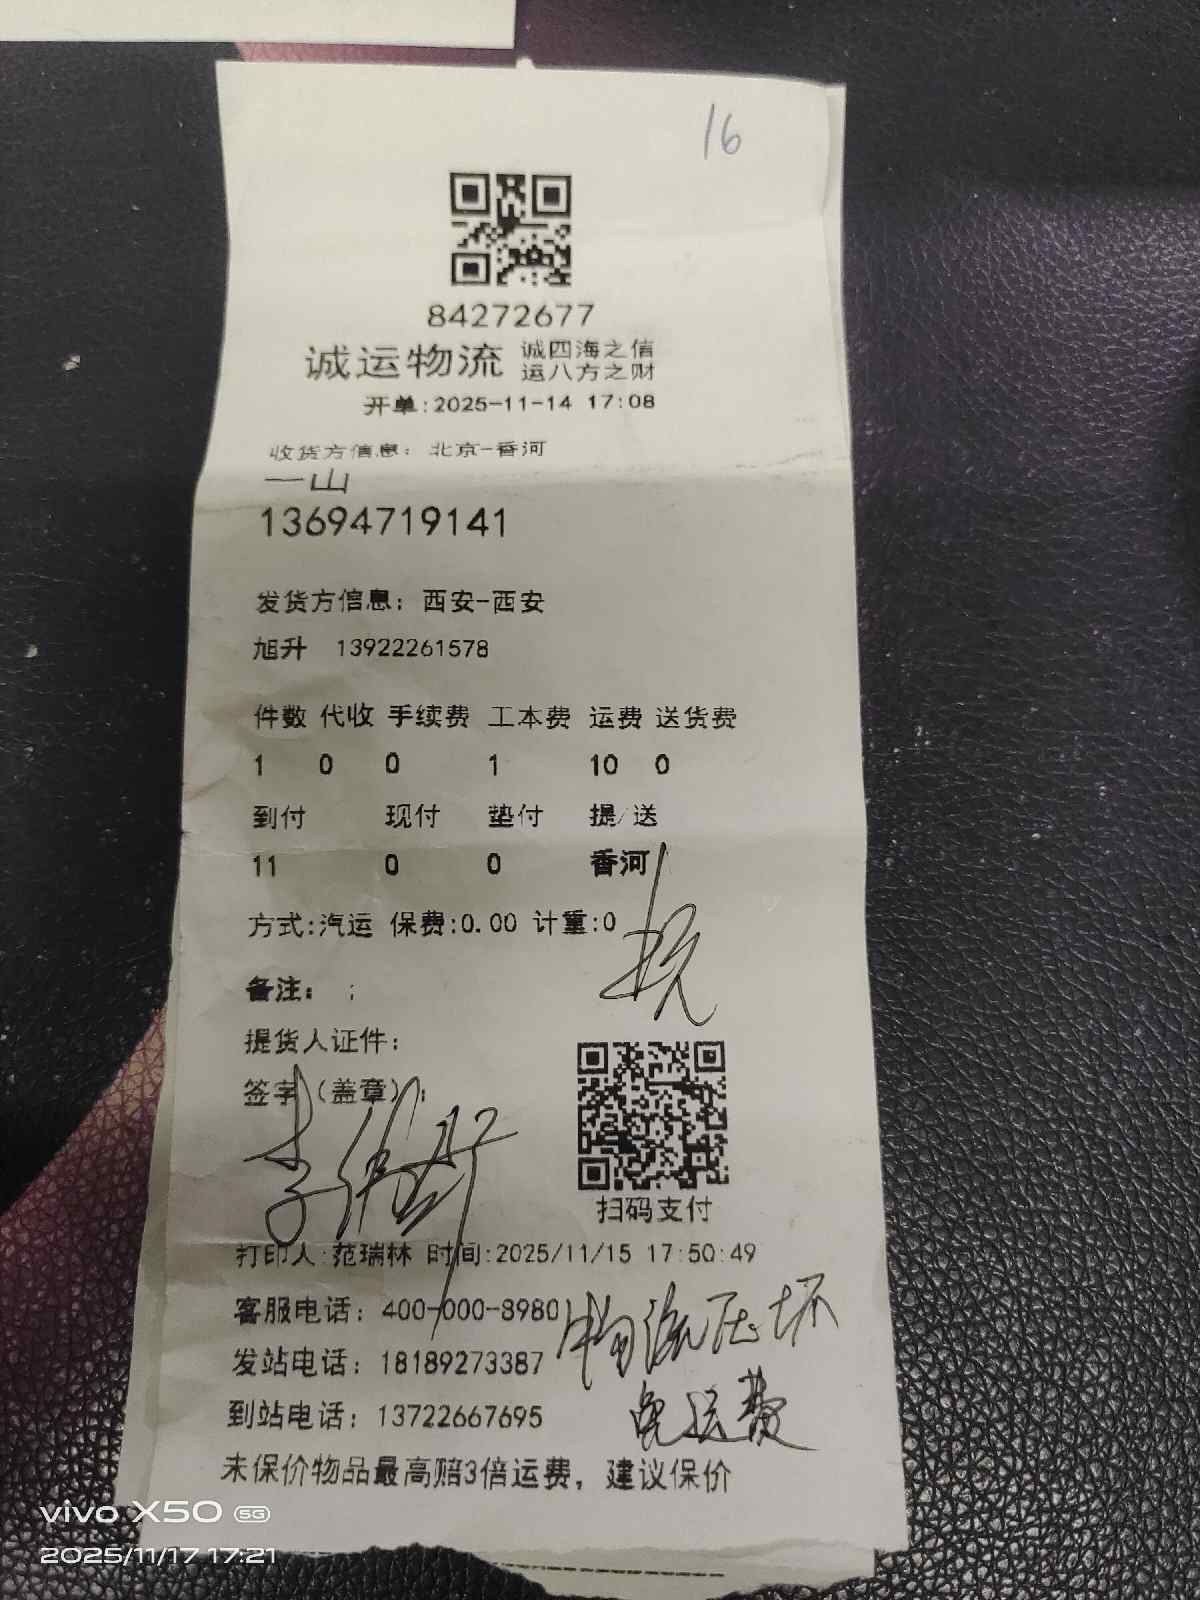 16
84272677
诚运物流 诚四海之信
运八方之财
开单:2025-11-14 17:08
收货方信息: 北京-香河
一山
13694719141
发货方信息: 西安-西安
旭升 13922261578
件数 代收 手续费 工本费 运费 送货费
1 0 0 1 10 0
到付 现付 垫付 提/送
11 0 0 香河
方式:汽运 保费:0.00 计重:0
备注: ;
提货人证件:
签字(盖章):
扫码支付
打印人:范瑞林 时间:2025/11/15 17:50:49
客服电话: 400-000-8980
物流压坏
发站电话: 18189273387
免运费
到站电话: 13722667695
未保价物品最高赔3倍运费, 建议保价
vivo X50 5G
2025/11/17 17:21